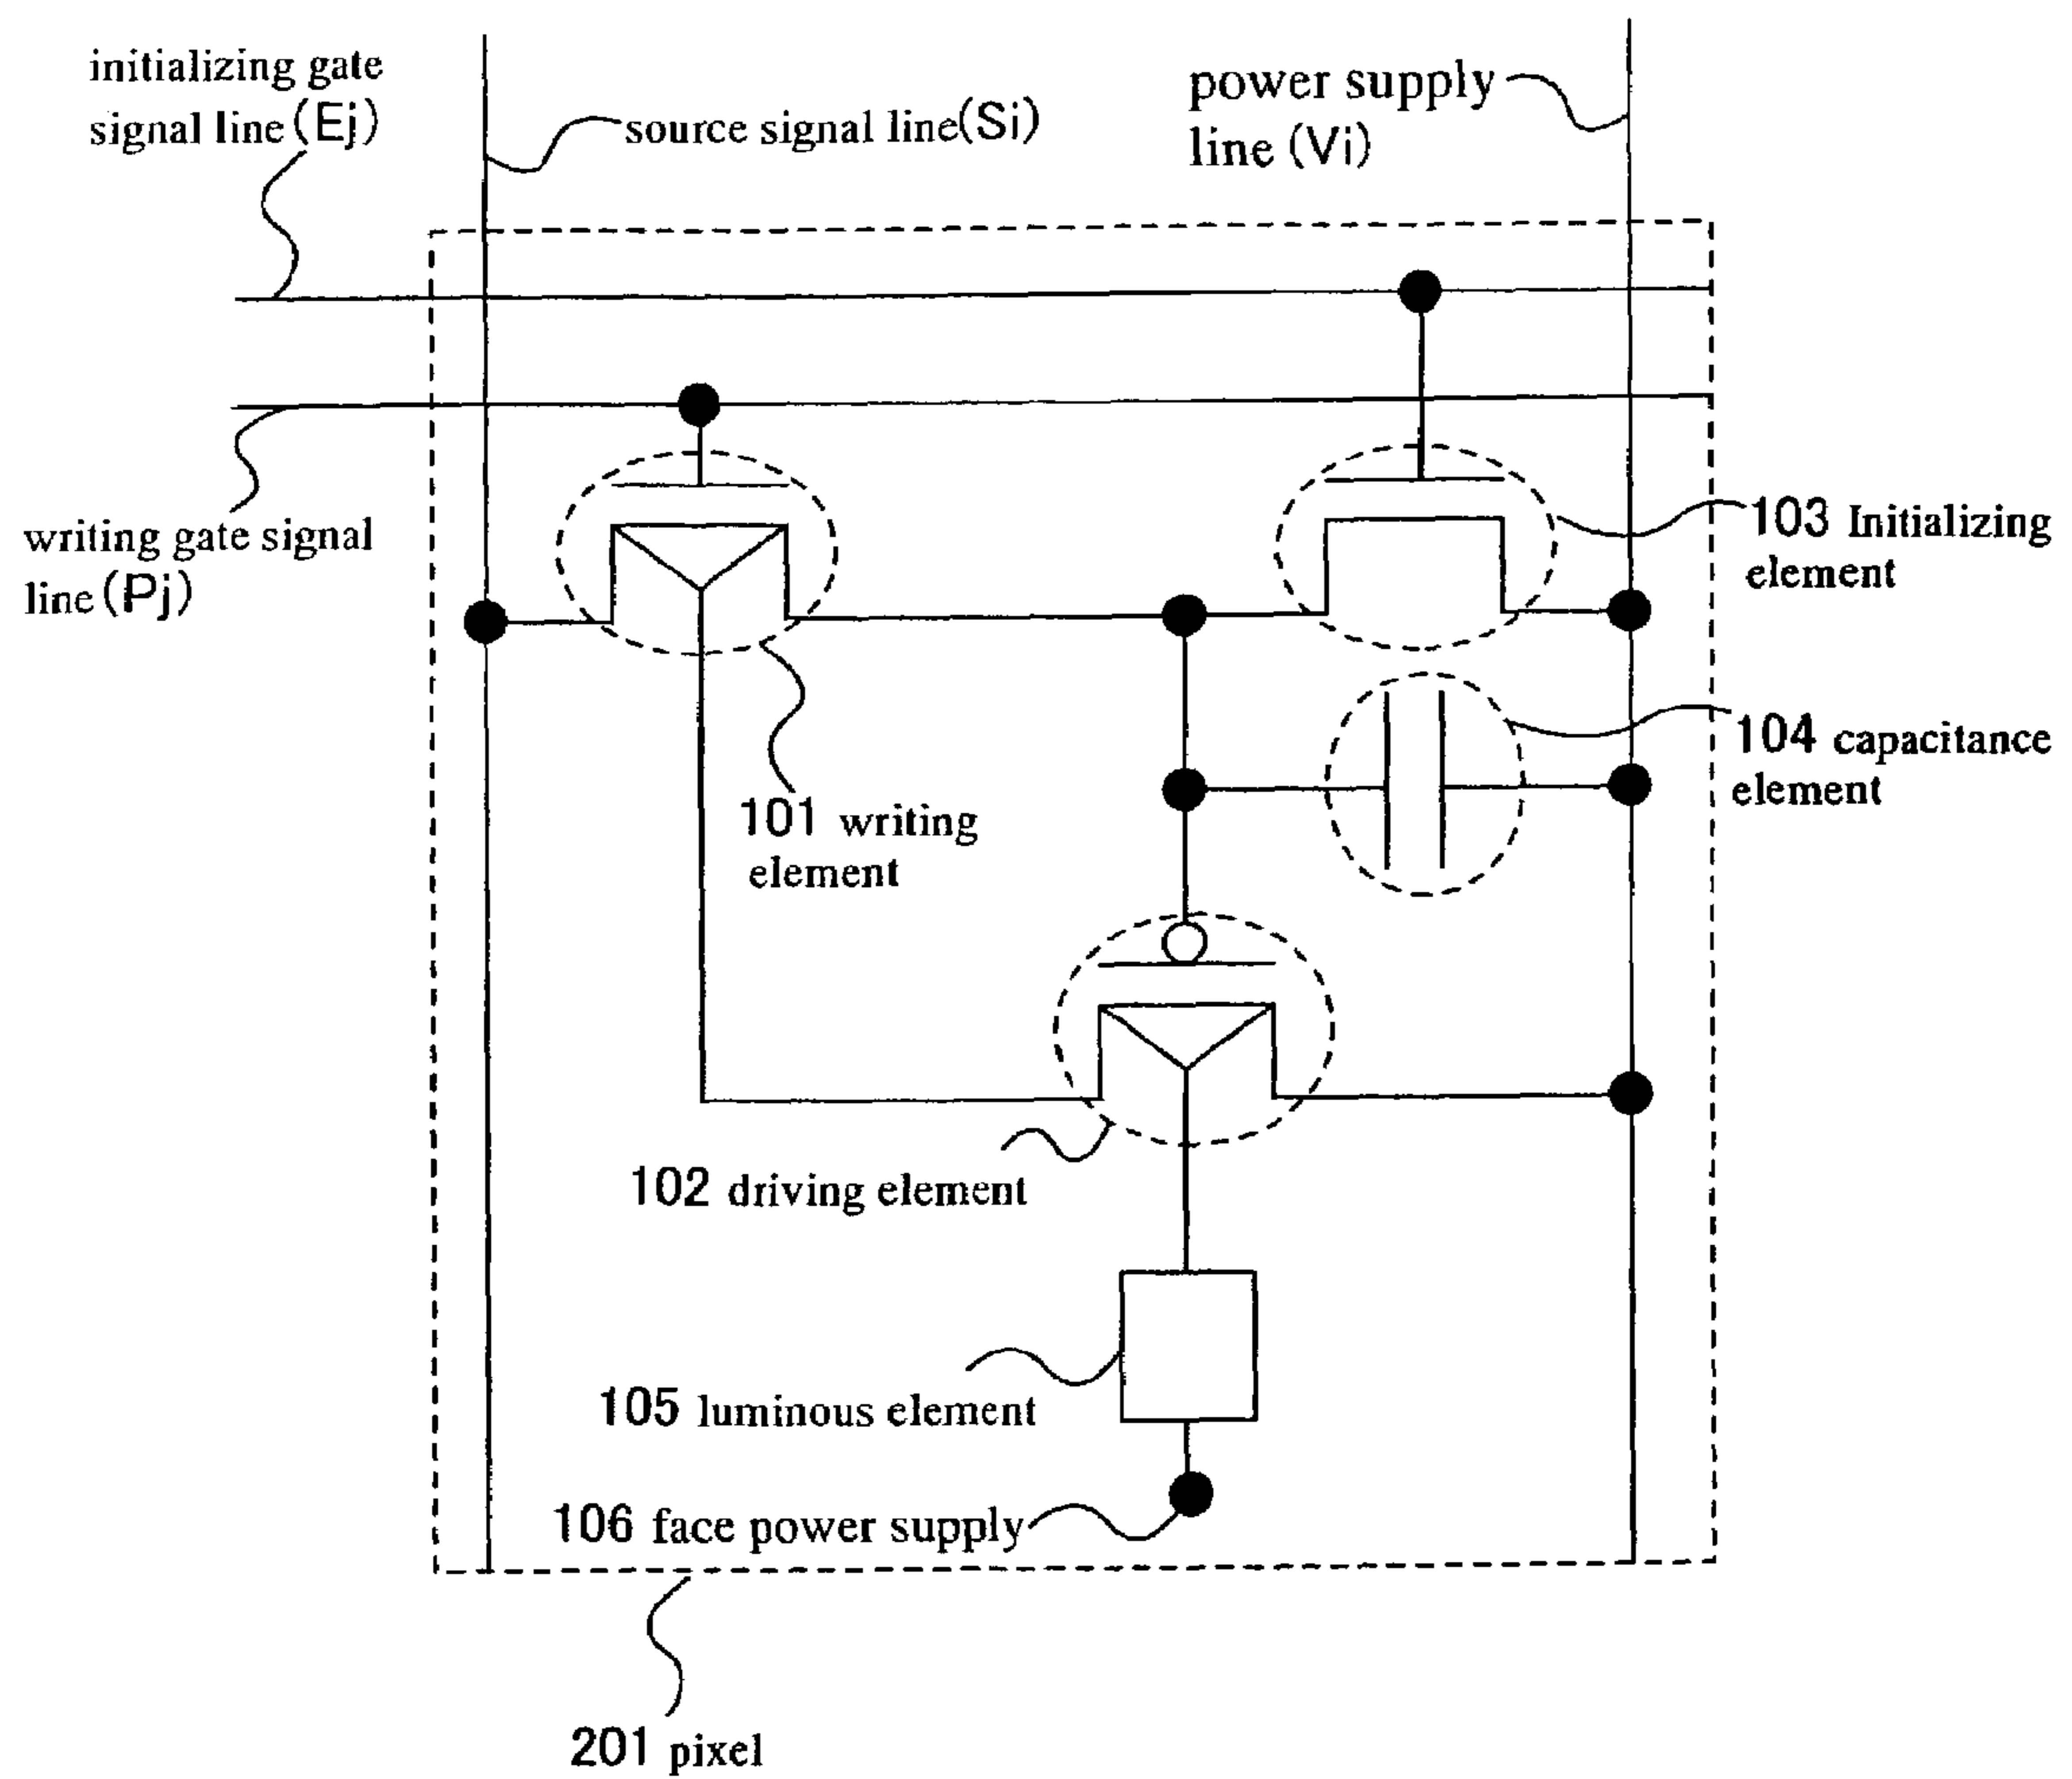 initializing gate
signal line(Ej)
source signal line(Si)
power supply
line (Vi)
writing gate signal
line(Pj)
103 Initializing
element
104 capacitance
element
101 writing
element
102 driving element
105 luminous element
106 face power supply
201 pixel